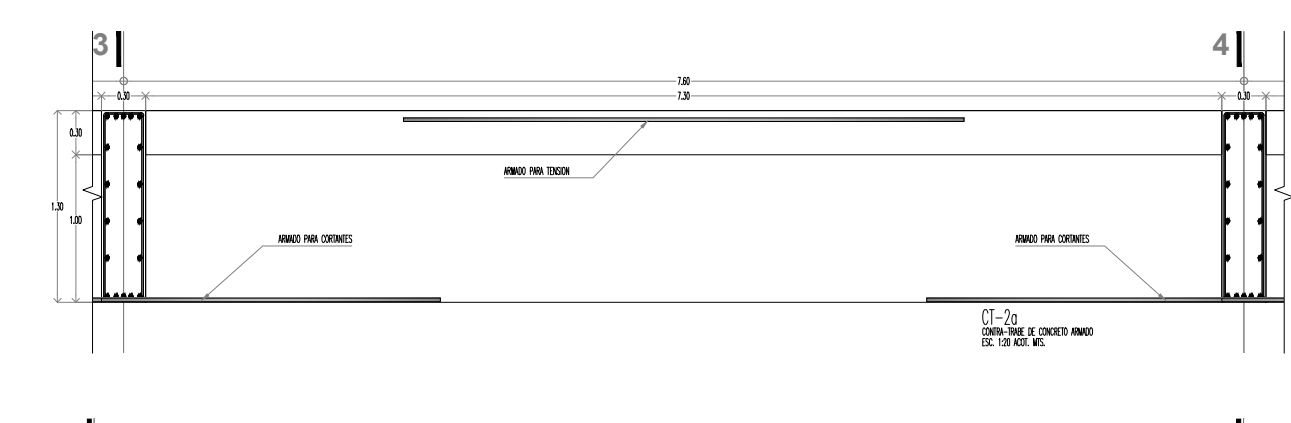 3
4
7.60
0.30
7.30
0.30
0.30
ARMADO PARA TENSION
1.30
1.00
ARMADO PARA CORTANTES
ARMADO PARA CORTANTES
CT-2a
CONTRA-TRABE DE CONCRETO ARMADO
ESC. 1:20 ACOT. MTS.